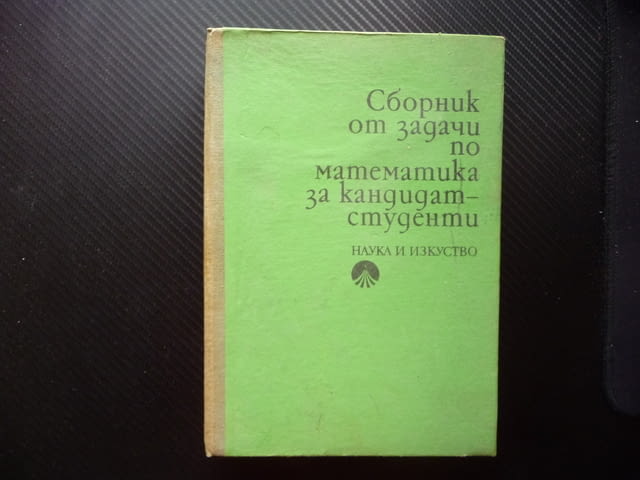 Сборник
от задачи
по
математика
за кандидат-
студенти
НАУКА И ИЗКУСТВО